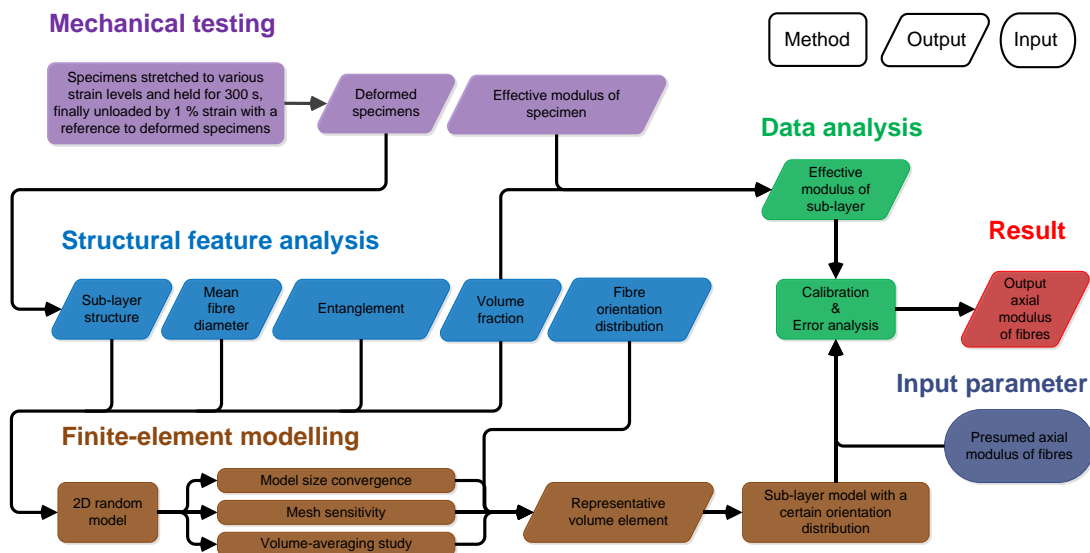 Mechanical testing
Method
Output
Input
Specimens stretched to various
strain levels and held for 300 s,
finally unloaded by 1 % strain with a
reference to deformed specimens
Deformed
specimens
Effective modulus of
specimen
Data analysis
Effective
modulus of
sub-layer
Structural feature analysis
Result
Sub-layer
structure
Mean
fibre
diameter
Entanglement
Volume
fraction
Fibre
orientation
distribution
Calibration
&
Error analysis
Output
axial
modulus
of fibres
Input parameter
Presumed axial
modulus of fibres
Finite-element modelling
2D random
model
Model size convergence
Mesh sensitivity
Volume-averaging study
Representative
volume element
Sub-layer model with a
certain orientation
distribution